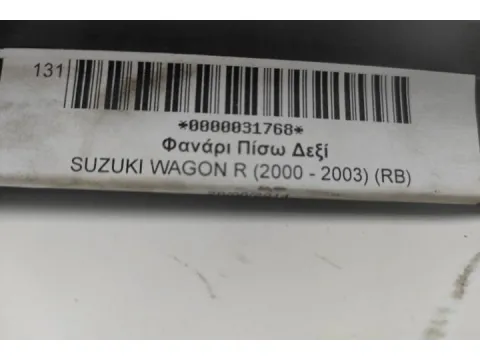 131
*0000031768*
Φανάρι Πίσω Δεξί
SUZUKI WAGON R (2000 - 2003) (RB)